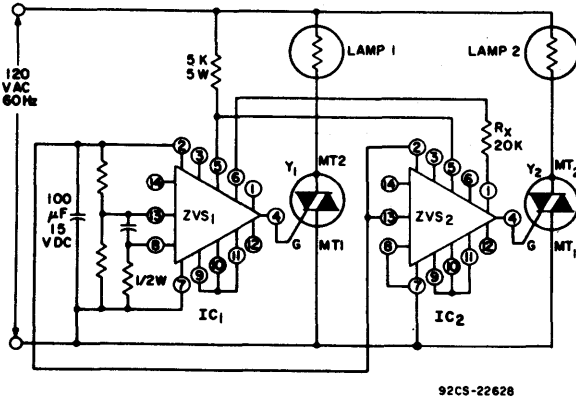 120
VAC
60Hz
5 K
5 W
LAMP 1
LAMP 2
RX
20K
Y1
MT2
MT1
G
Y2
MT2
MT1
G
100
μF
15
VDC
1/2W
ZVS1
IC1
2
3
5
6
1
14
13
8
7
9
10
11
12
4
ZVS2
IC2
2
3
5
6
1
14
13
8
7
9
10
11
12
4
92CS-22628